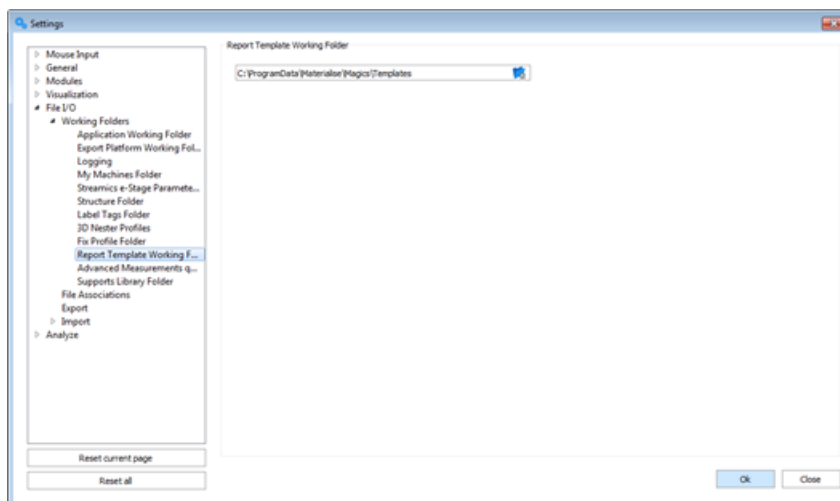 Settings
Mouse Input
General
Modules
Visualization
File I/O
Working Folders
Application Working Folder
Export Platform Working Fol...
Logging
My Machines Folder
Streamics e-Stage Paramete...
Structure Folder
Label Tags Folder
3D Nester Profiles
Fix Profile Folder
Report Template Working F...
Advanced Measurements q...
Supports Library Folder
File Associations
Export
Import
Analyze
Reset current page
Reset all
Report Template Working Folder
C:\ProgramData\Materialise\Magics\Templates
Ok
Close